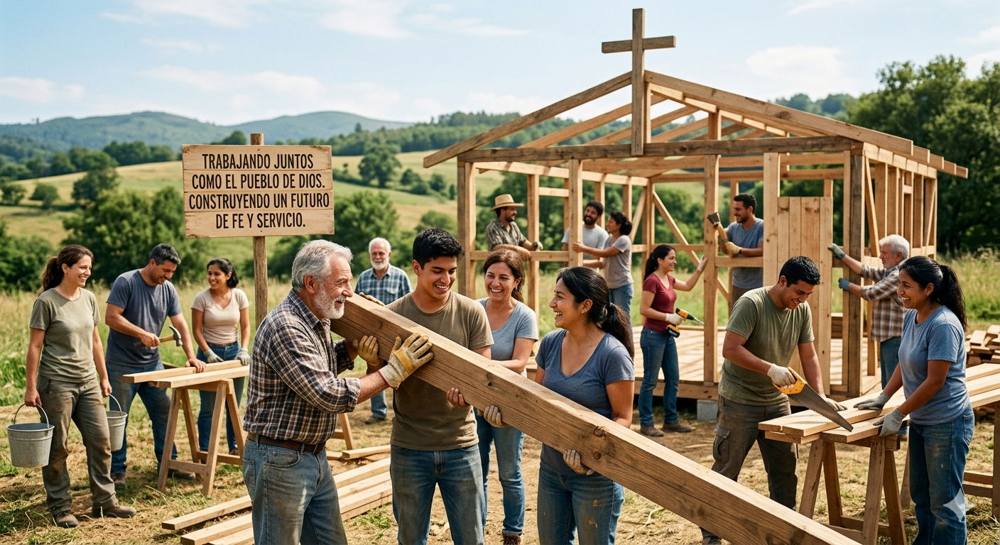 TRABAJANDO JUNTOS
COMO EL PUEBLO DE DIOS.
CONSTRUYENDO UN FUTURO
DE FE Y SERVICIO.